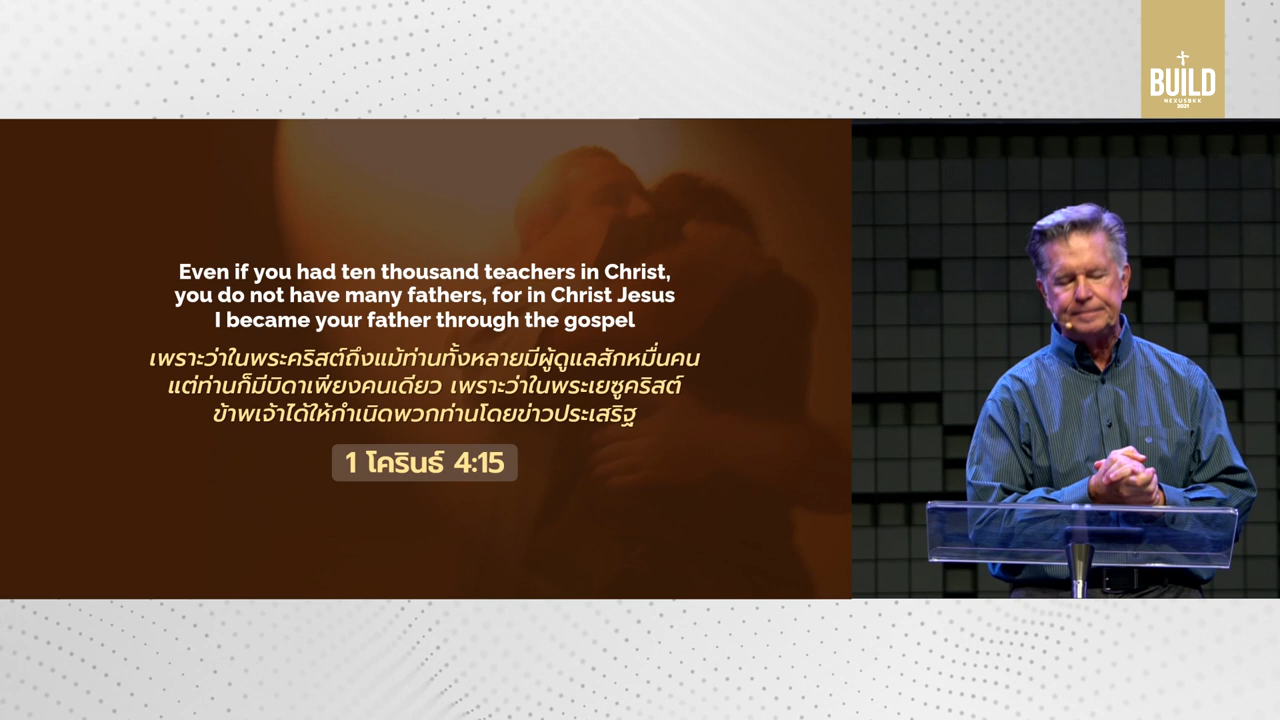 BUILD
NEXUSBKK
2021
Even if you had ten thousand teachers in Christ,
you do not have many fathers, for in Christ Jesus
I became your father through the gospel
เพราะว่าในพระคริสต์ถึงแม้ท่านทั้งหลายมีผู้ดูแลสักหมื่นคน
แต่ท่านก็มีบิดาเพียงคนเดียว เพราะว่าในพระเยซูคริสต์
ข้าพเจ้าได้ให้กำเนิดพวกท่านโดยข่าวประเสริฐ
1 โครินธ์ 4:15